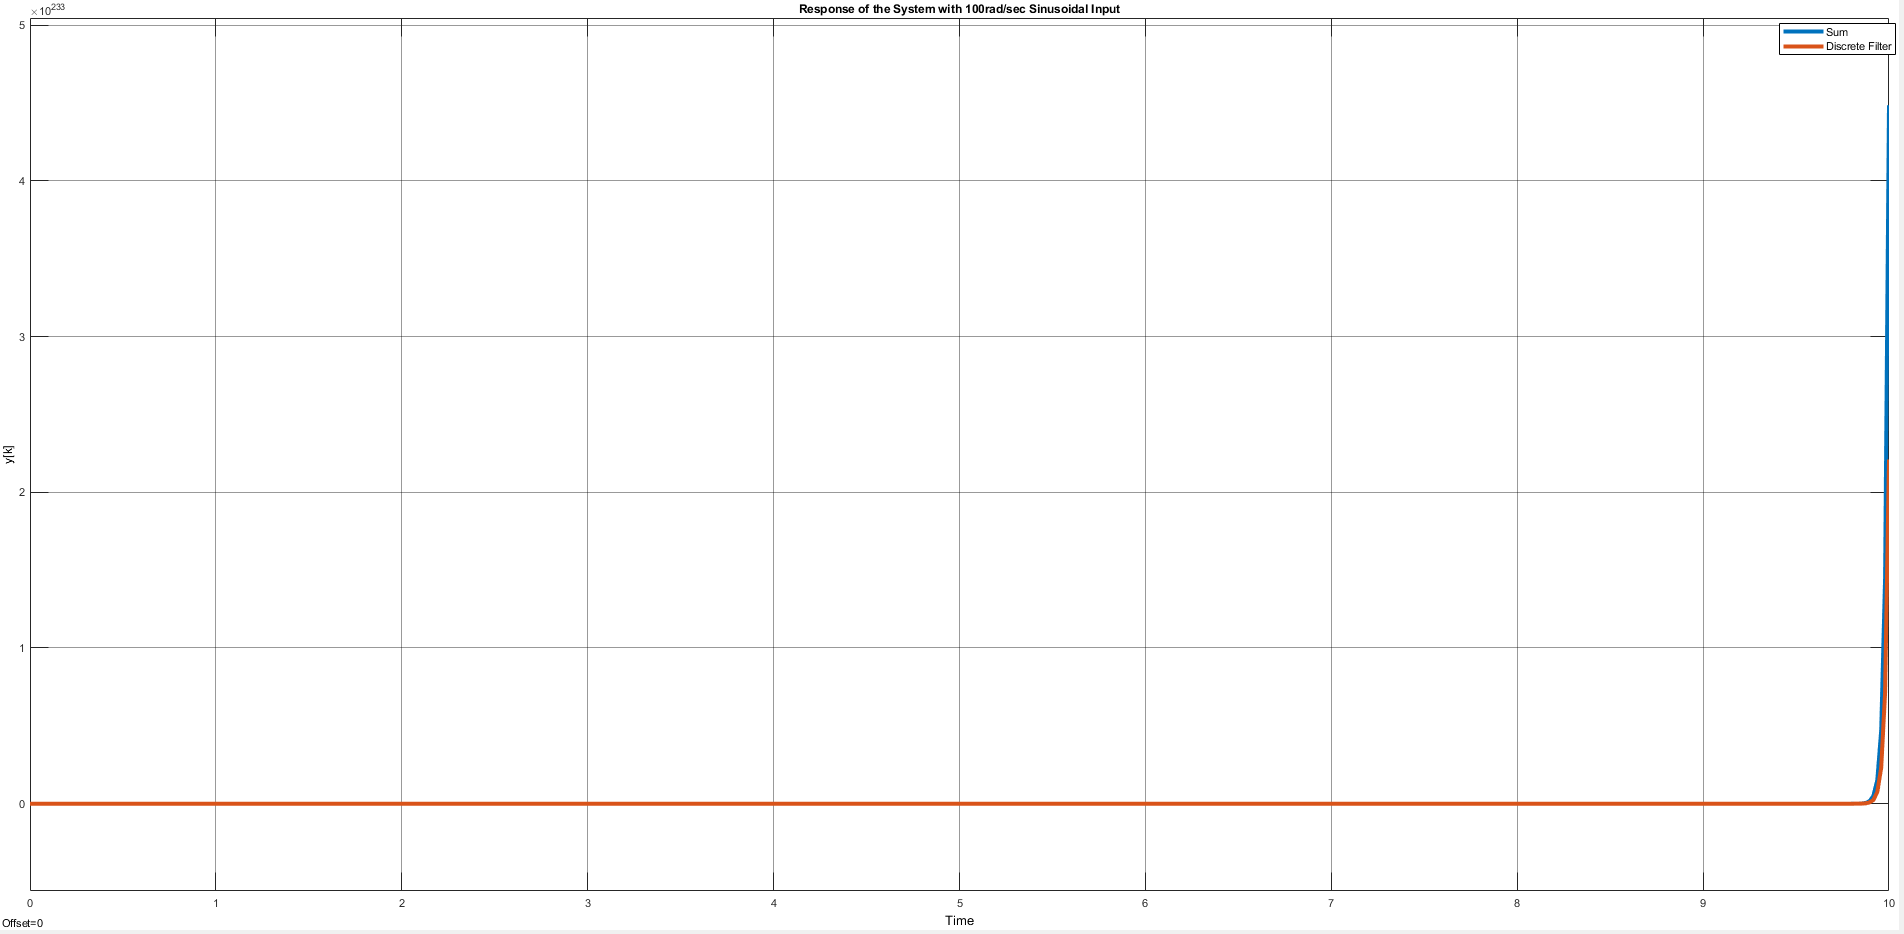 Response of the System with 100rad/sec Sinusoidal Input
×10^233
Sum
Discrete Filter
5
4
3
2
1
0
y[k]
0 1 2 3 4 5 6 7 8 9 10
Time
Offset=0